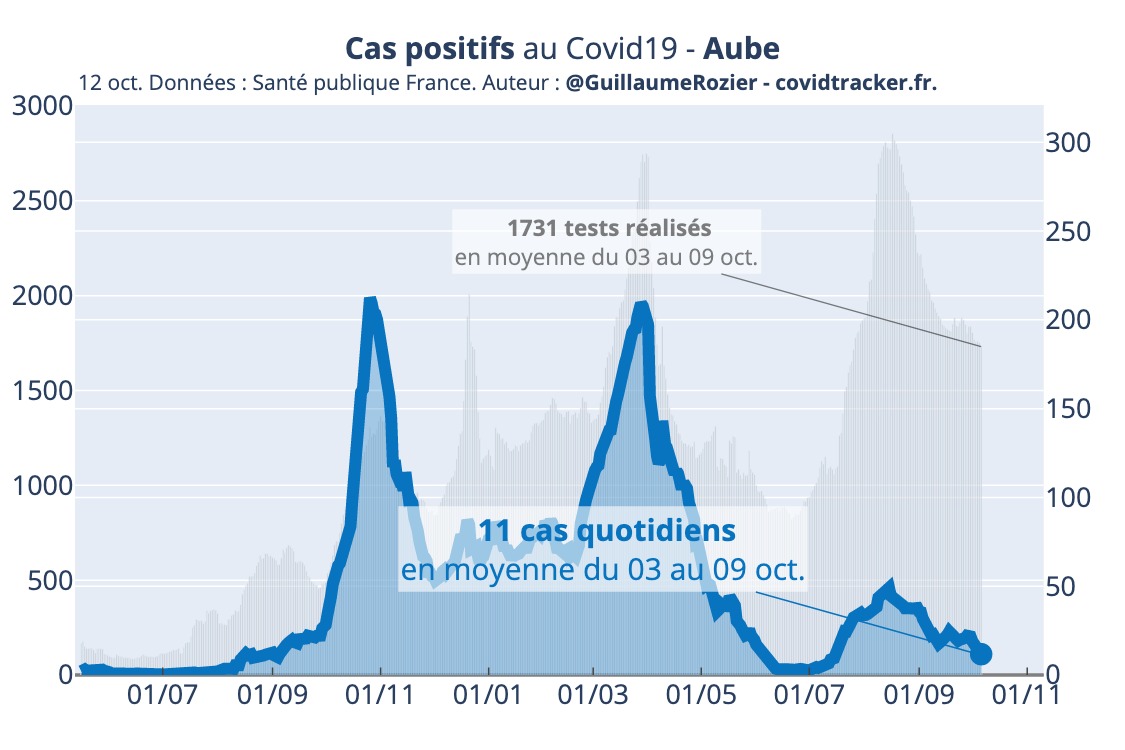 Cas positifs au Covid19 - Aube
12 oct. Données : Santé publique France. Auteur : @GuillaumeRozier - covidtracker.fr.
3000
2500
2000
1500
1000
500
0
300
250
200
150
100
50
0
1731 tests réalisés
en moyenne du 03 au 09 oct.
11 cas quotidiens
en moyenne du 03 au 09 oct.
01/07 01/09 01/11 01/01 01/03 01/05 01/07 01/09 01/11